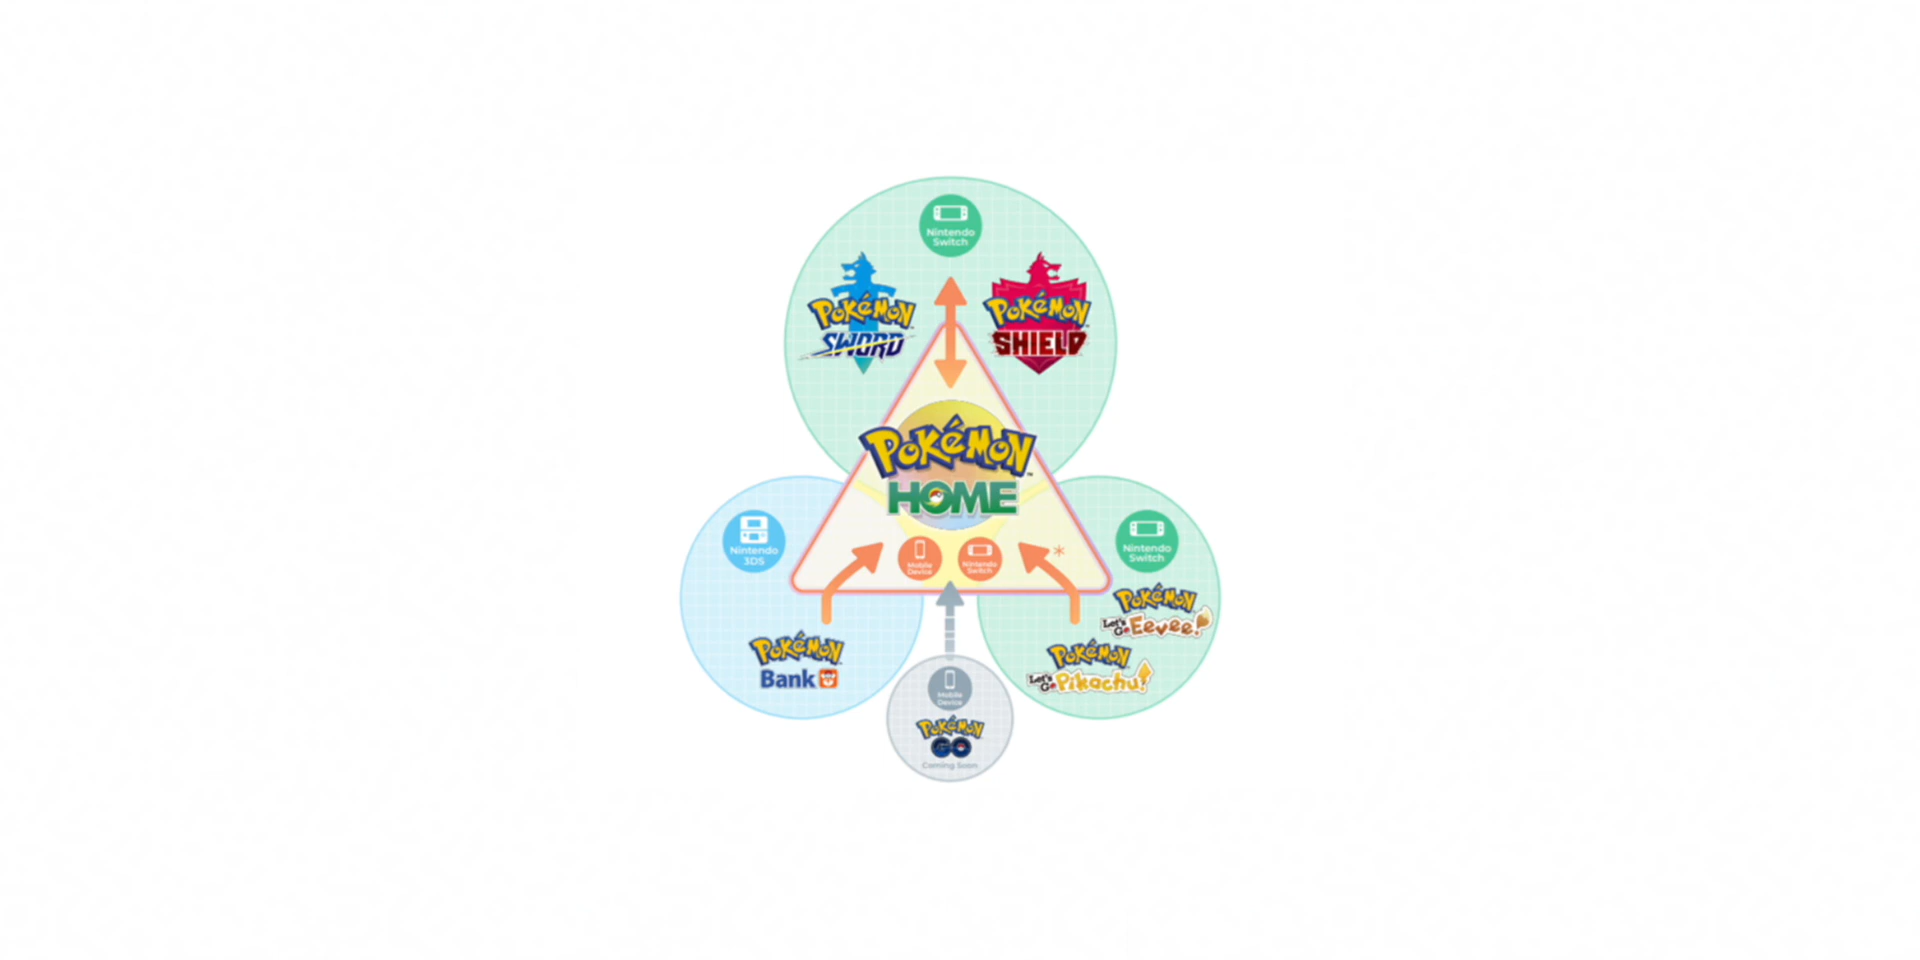 Nintendo
Switch
POKéMON
SWORD
POKéMON
SHIELD
POKéMON
HOME
™
Nintendo
3DS
Mobile
Device
Nintendo
Switch
*
Nintendo
Switch
POKéMON
Bank
POKéMON
Let's Go Eevee!
POKéMON
Let's Go Pikachu!
Mobile
Device
POKéMON
GO
Coming Soon